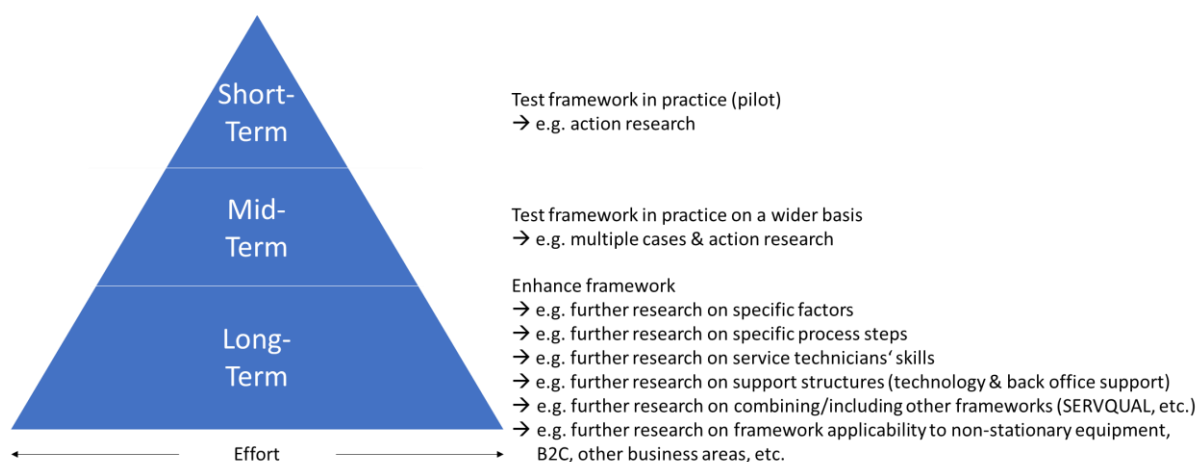 Short-
Term
Test framework in practice (pilot)
→ e.g. action research
Mid-
Term
Test framework in practice on a wider basis
→ e.g. multiple cases & action research
Long-
Term
Enhance framework
→ e.g. further research on specific factors
→ e.g. further research on specific process steps
→ e.g. further research on service technicians‘ skills
→ e.g. further research on support structures (technology & back office support)
→ e.g. further research on combining/including other frameworks (SERVQUAL, etc.)
→ e.g. further research on framework applicability to non-stationary equipment,
B2C, other business areas, etc.
Effort